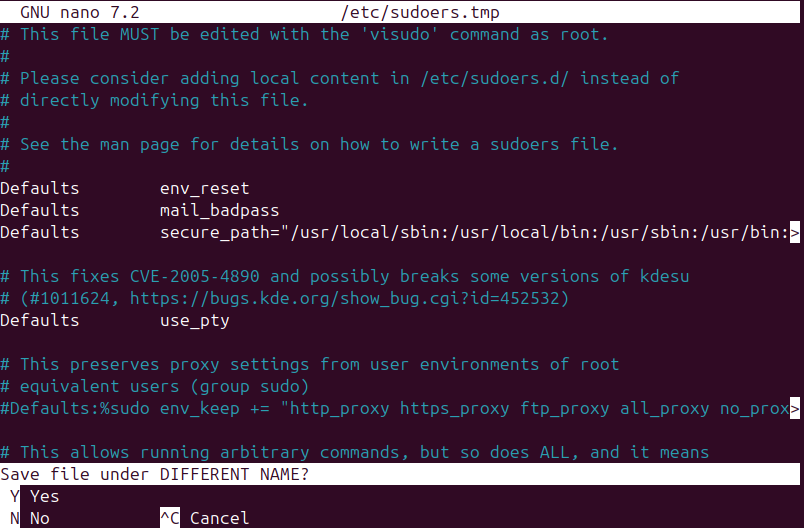 GNU nano 7.2 /etc/sudoers.tmp
# This file MUST be edited with the 'visudo' command as root.
#
# Please consider adding local content in /etc/sudoers.d/ instead of
# directly modifying this file.
#
# See the man page for details on how to write a sudoers file.
#
Defaults env_reset
Defaults mail_badpass
Defaults secure_path="/usr/local/sbin:/usr/local/bin:/usr/sbin:/usr/bin:>
# This fixes CVE-2005-4890 and possibly breaks some versions of kdesu
# (#1011624, https://bugs.kde.org/show_bug.cgi?id=452532)
Defaults use_pty
# This preserves proxy settings from user environments of root
# equivalent users (group sudo)
#Defaults:%sudo env_keep += "http_proxy https_proxy ftp_proxy all_proxy no_prox>
# This allows running arbitrary commands, but so does ALL, and it means
Save file under DIFFERENT NAME?
Y Yes
N No ^C Cancel